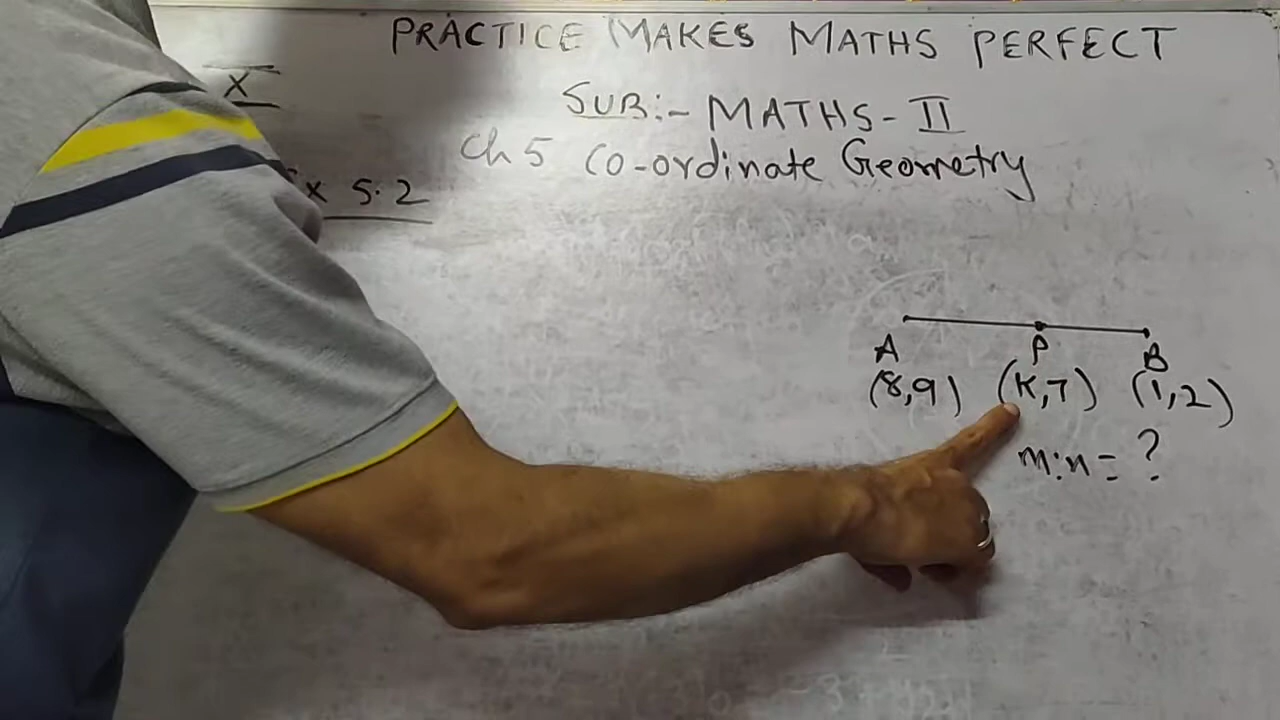 PRACTICE MAKES MATHS PERFECT
X
SUB:- MATHS-II
Ch 5 Co-ordinate Geometry
x 5.2
A P B
(8,9) (K,7) (1,2)
m:n = ?